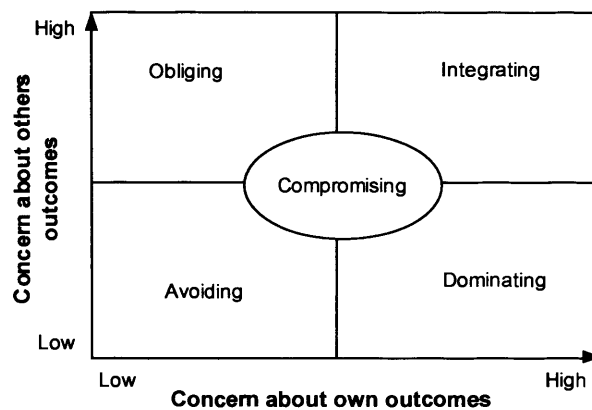 High
Obliging
Integrating
Concern about others
outcomes
Compromising
Avoiding
Dominating
Low
Low
High
Concern about own outcomes